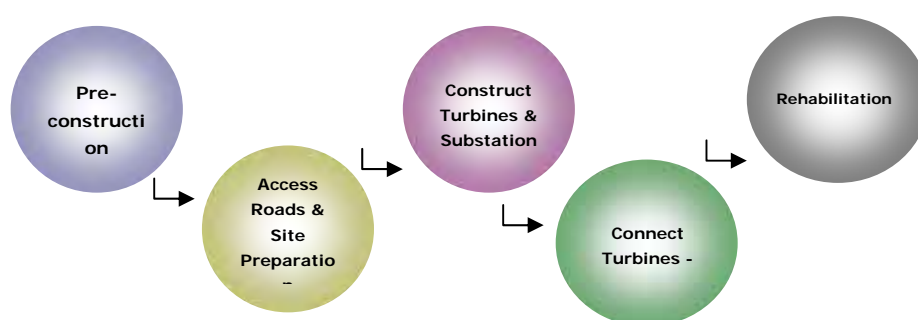 Pre-
constructi
on
Access
Roads &
Site
Preparatio
Construct
Turbines &
Substation
Connect
Turbines -
Rehabilitation